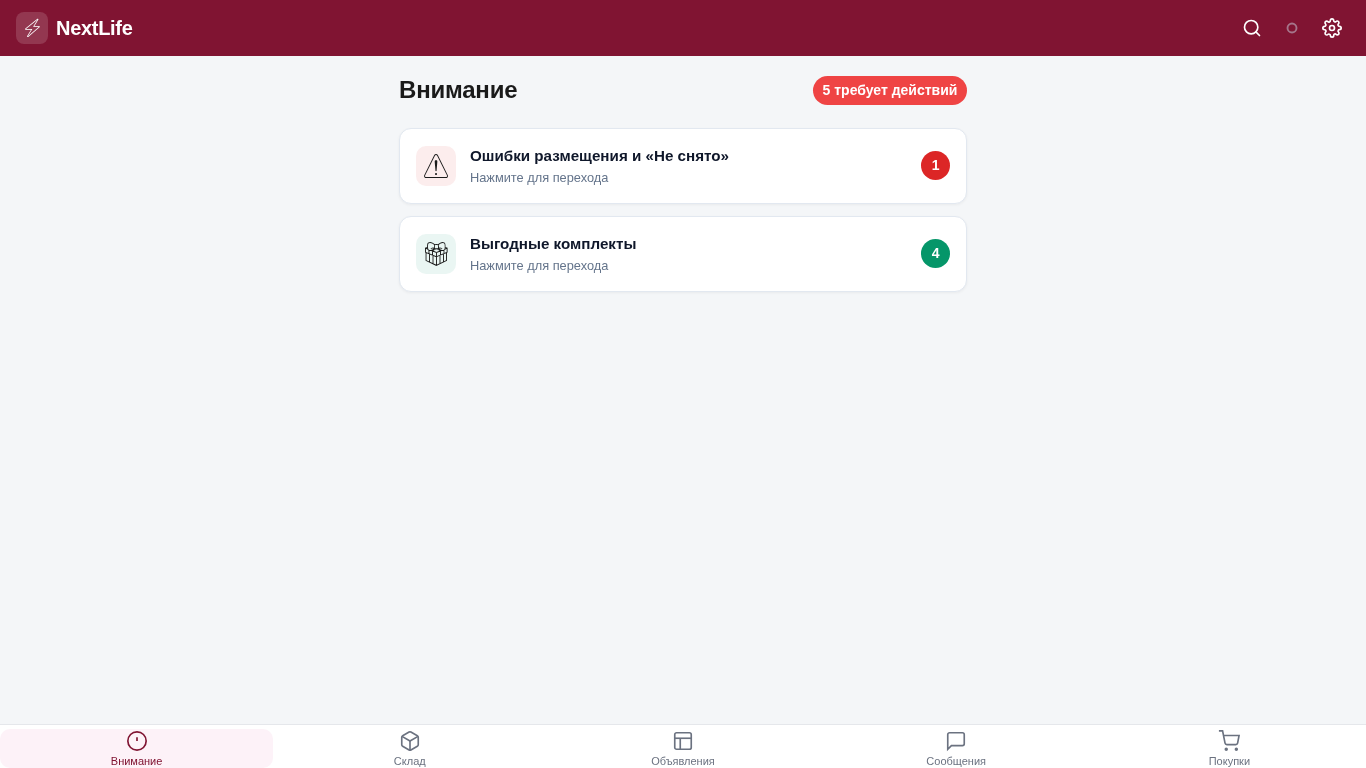 NextLife
Внимание
5 требует действий
Ошибки размещения и «Не снято»
Нажмите для перехода
1
Выгодные комплекты
Нажмите для перехода
4
Внимание
Склад
Объявления
Сообщения
Покупки